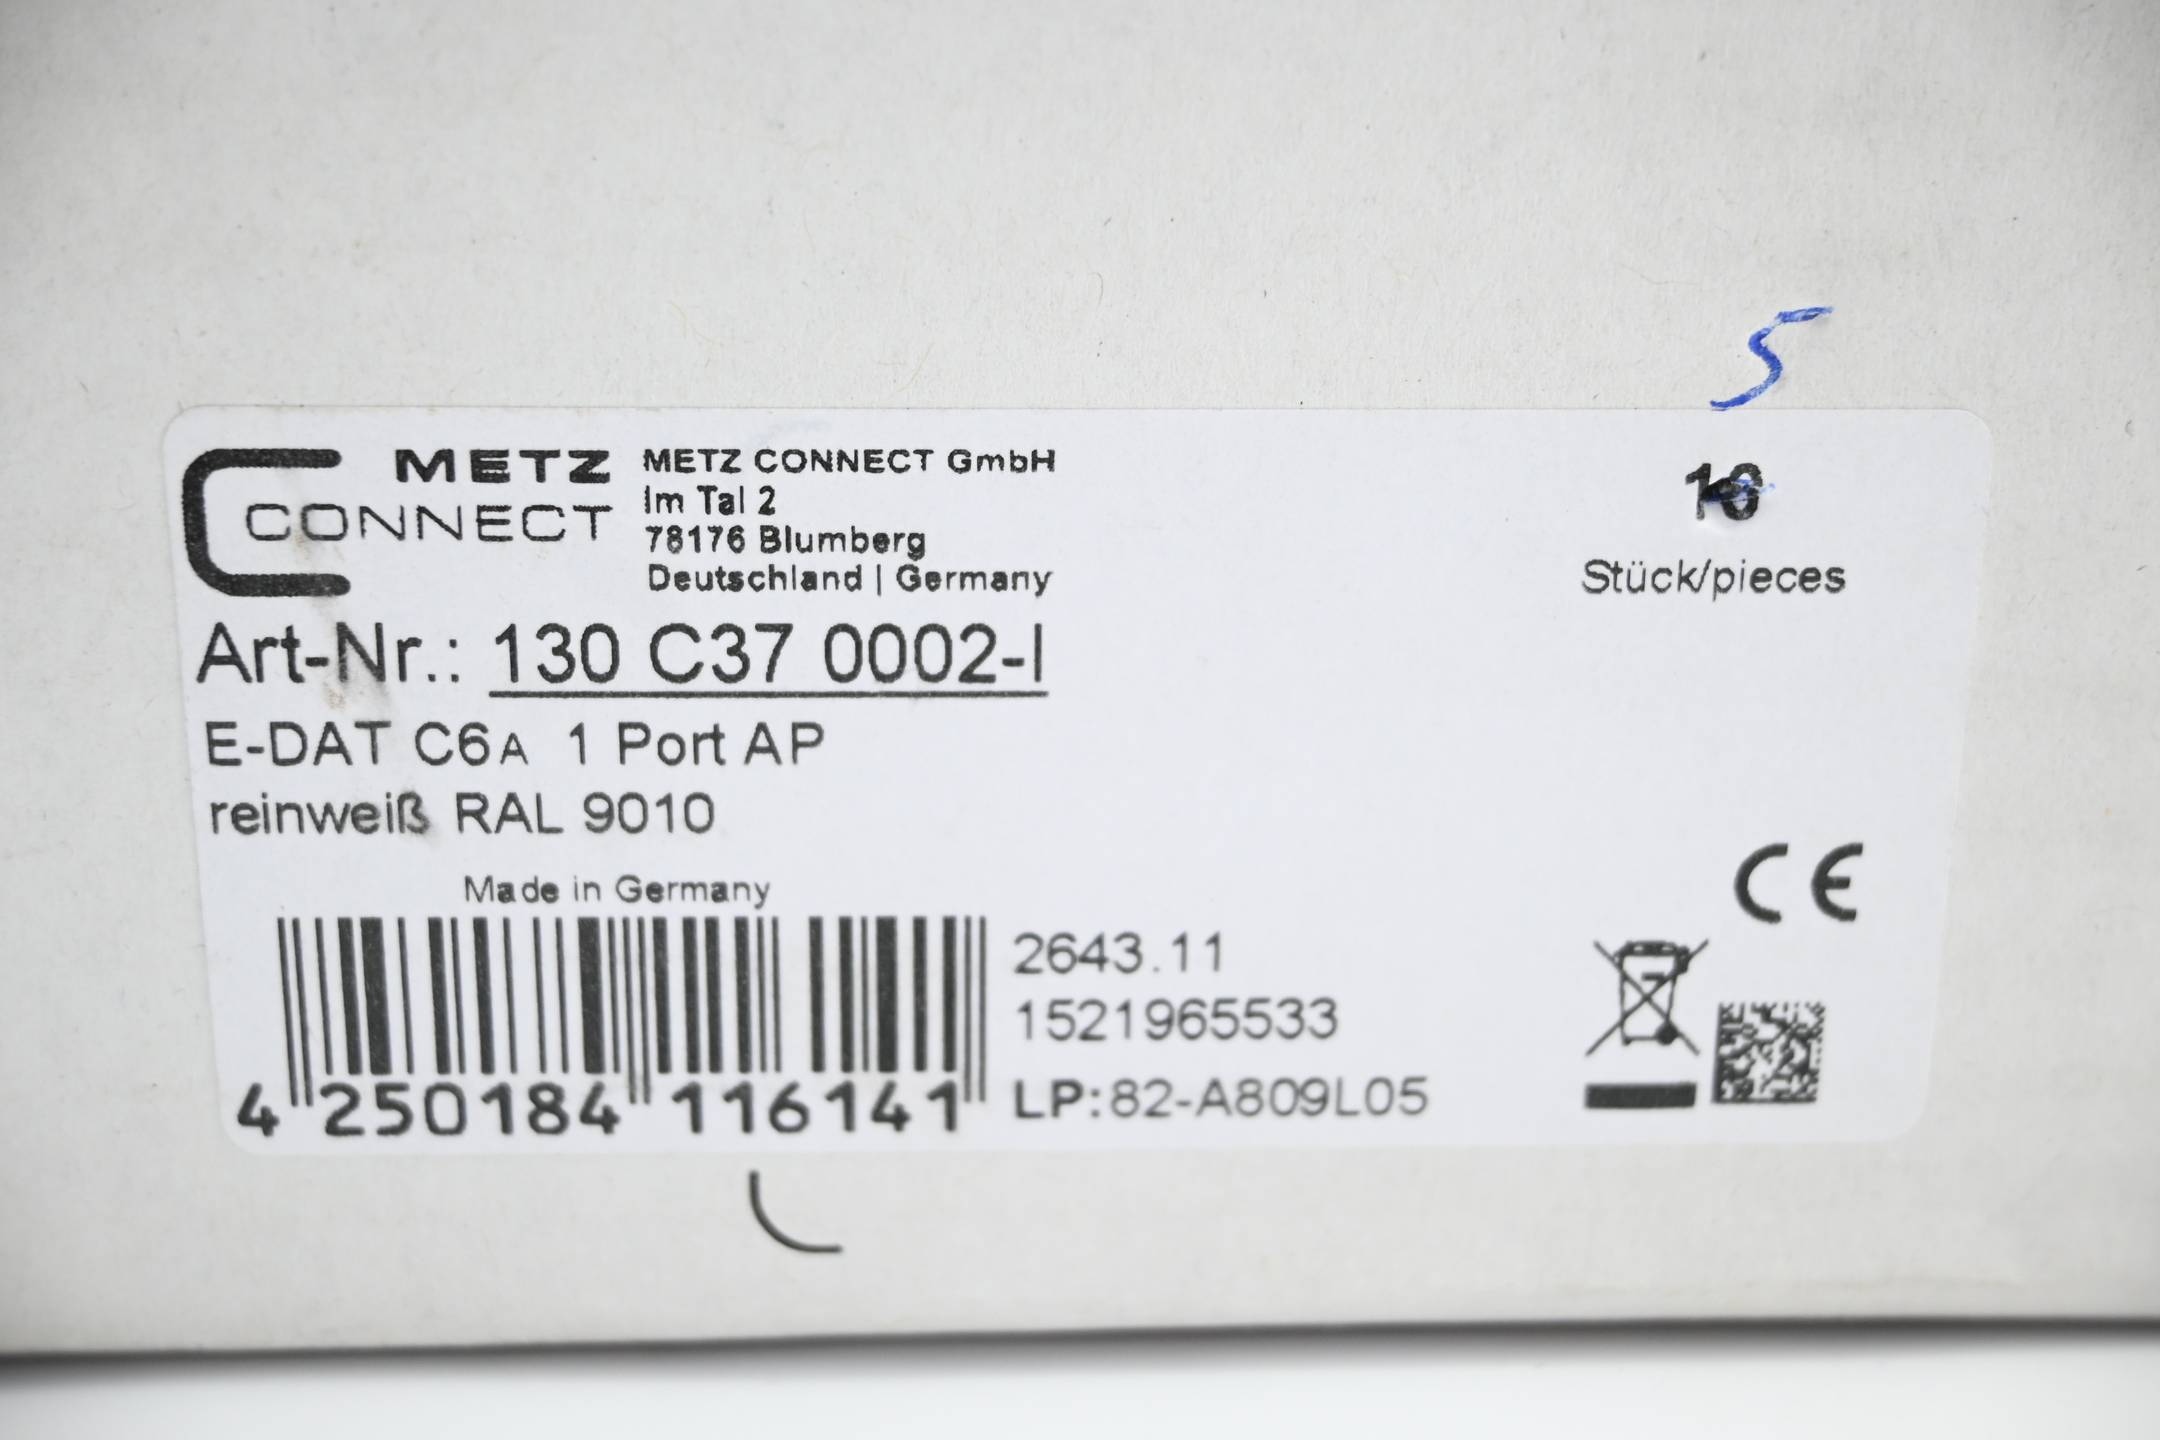 5
METZ
CONNECT
METZ CONNECT GmbH
Im Tal 2
78176 Blumberg
Deutschland | Germany
Stück/pieces
Art-Nr.: 130 C37 0002-I
E-DAT C6A 1 Port AP
reinweiß RAL 9010
Made in Germany
4 250184 116141
2643.11
1521965533
LP:82-A809L05
CE